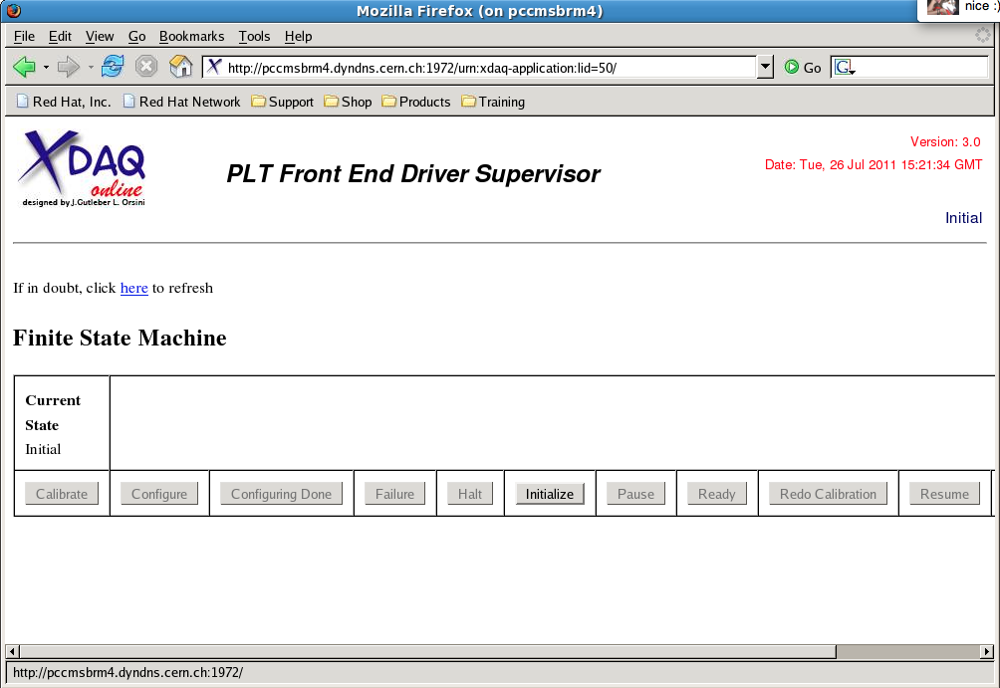 Mozilla Firefox (on pccmsbrm4)
nice :)
File Edit View Go Bookmarks Tools Help
http://pccmsbrm4.dyndns.cern.ch:1972/urn:xdaq-application:lid=50/ Go G
Red Hat, Inc. Red Hat Network Support Shop Products Training
XDAQ
online
designed by J.Gutleber L. Orsini
PLT Front End Driver Supervisor
Version: 3.0
Date: Tue, 26 Jul 2011 15:21:34 GMT
Initial
If in doubt, click here to refresh
Finite State Machine
Current
State
Initial
Calibrate Configure Configuring Done Failure Halt Initialize Pause Ready Redo Calibration Resume
http://pccmsbrm4.dyndns.cern.ch:1972/